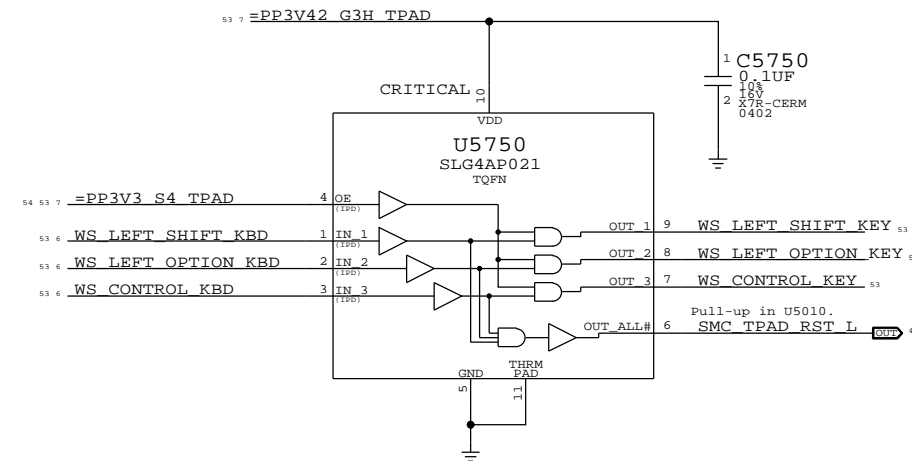 53 7 =PP3V42_G3H_TPAD
1 C5750
0.1UF
10%
16V
2 X7R-CERM
0402
CRITICAL 10
VDD
U5750
SLG4AP021
TQFN
54 53 7 =PP3V3_S4_TPAD 4 OE
(IPD)
OUT_1 9 WS_LEFT_SHIFT_KEY 53
53 6 WS_LEFT_SHIFT_KBD 1 IN_1
(IPD)
OUT_2 8 WS_LEFT_OPTION_KEY
53 6 WS_LEFT_OPTION_KBD 2 IN_2
(IPD)
OUT_3 7 WS_CONTROL_KEY 53
53 6 WS_CONTROL_KBD 3 IN_3
(IPD)
Pull-up in U5010.
OUT_ALL# 6 SMC_TPAD_RST_L OUT
THRM
GND PAD
5 11